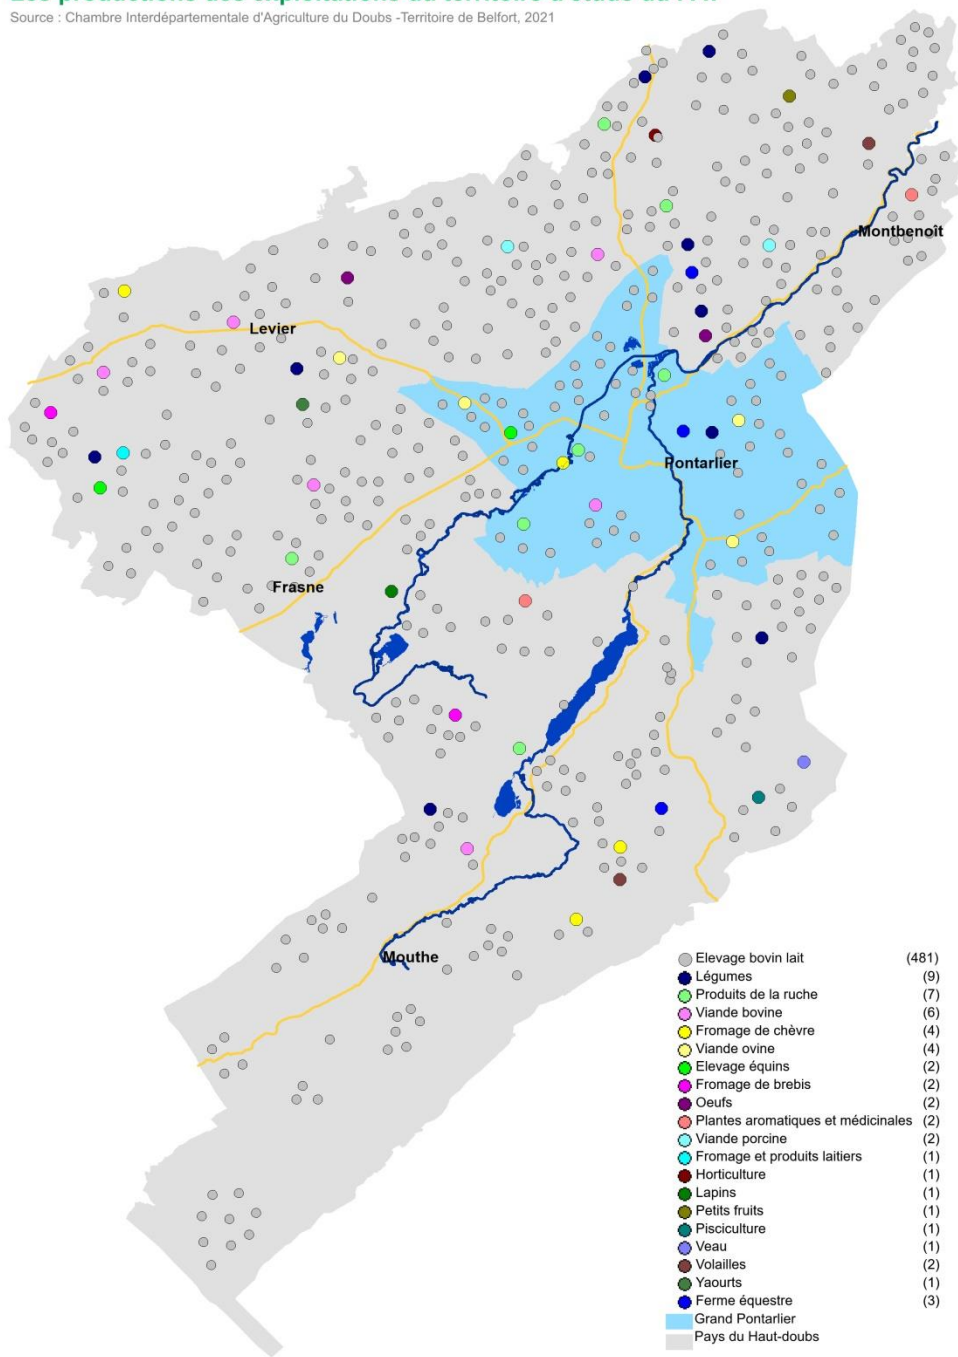 Source : Chambre Interdépartementale d'Agriculture du Doubs -Territoire de Belfort, 2021
Montbenoît
Levier
Pontarlier
Frasne
Mouthe
Elevage bovin lait (481)
Légumes (9)
Produits de la ruche (7)
Viande bovine (6)
Fromage de chèvre (4)
Viande ovine (4)
Elevage équins (2)
Fromage de brebis (2)
Oeufs (2)
Plantes aromatiques et médicinales (2)
Viande porcine (2)
Fromage et produits laitiers (1)
Horticulture (1)
Lapins (1)
Petits fruits (1)
Pisciculture (1)
Veau (1)
Volailles (2)
Yaourts (1)
Ferme équestre (3)
Grand Pontarlier
Pays du Haut-doubs